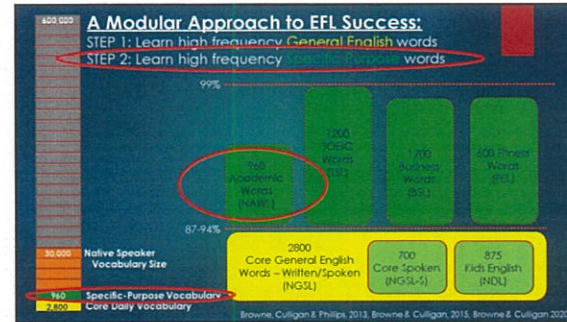 600,000
A Modular Approach to EFL Success:
STEP 1: Learn high frequency General English words
STEP 2: Learn high frequency Specific-Purpose words
99%
960
Academic
Words
(NAWL)
1200
TOEIC
Words
(TSL)
1700
Business
Words
(BSL)
600 Fitness
Words
(FEL)
87-94%
2800
Core General English
Words – Written/Spoken
(NGSL)
700
Core Spoken
(NGSL-S)
875
Kids English
(NDL)
30,000
Native Speaker
Vocabulary Size
960
Specific-Purpose Vocabulary
2,800
Core Daily Vocabulary
Browne, Culligan & Phillips, 2013, Browne & Culligan, 2015, Browne & Culligan 2020